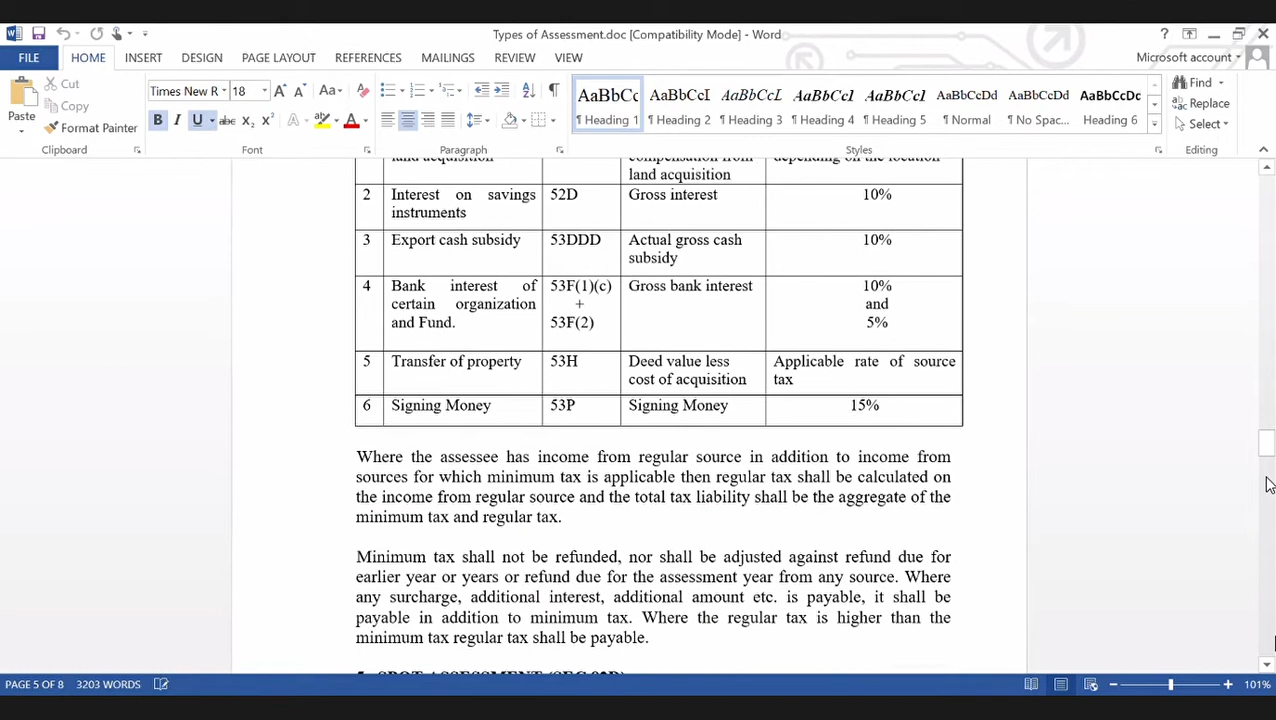 Types of Assessment.doc [Compatibility Mode] - Word
FILE HOME INSERT DESIGN PAGE LAYOUT REFERENCES MAILINGS REVIEW VIEW Microsoft account
Cut
Copy
Format Painter
Paste
Clipboard
Times New R 18
Font
Paragraph
AaBbCc AaBbCcI AaBbCcL AaBbCcI AaBbCcI AaBbCcDd AaBbCcDd AaBbCcDc
¶ Heading 1 ¶ Heading 2 ¶ Heading 3 ¶ Heading 4 ¶ Heading 5 ¶ Normal ¶ No Spac... ¶ Heading 6
Styles
Find
Replace
Select
Editing
land acquisition compensation from depending on the location
land acquisition
2 Interest on savings 52D Gross interest 10%
instruments
3 Export cash subsidy 53DDD Actual gross cash 10%
subsidy
4 Bank interest of 53F(1)(c) Gross bank interest 10%
certain organization + and
and Fund. 53F(2) 5%
5 Transfer of property 53H Deed value less Applicable rate of source
cost of acquisition tax
6 Signing Money 53P Signing Money 15%
Where the assessee has income from regular source in addition to income from
sources for which minimum tax is applicable then regular tax shall be calculated on
the income from regular source and the total tax liability shall be the aggregate of the
minimum tax and regular tax.
Minimum tax shall not be refunded, nor shall be adjusted against refund due for
earlier year or years or refund due for the assessment year from any source. Where
any surcharge, additional interest, additional amount etc. is payable, it shall be
payable in addition to minimum tax. Where the regular tax is higher than the
minimum tax regular tax shall be payable.
PAGE 5 OF 8 3203 WORDS 101%